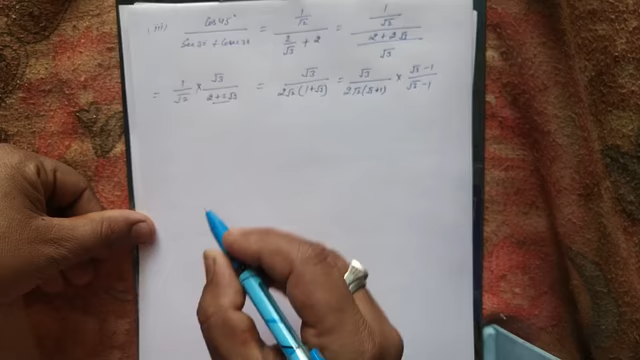 (iii) cos 45° / (sec 30 + cosec 30) = (1/√2) / (2/√3 + 2) = (1/√2) / ((2+2√3)/√3)
= 1/√2 × √3/(2+2√3) = √3/(2√2(1+√3)) = √3/(2√2(√3+1)) × (√3-1)/(√3-1)